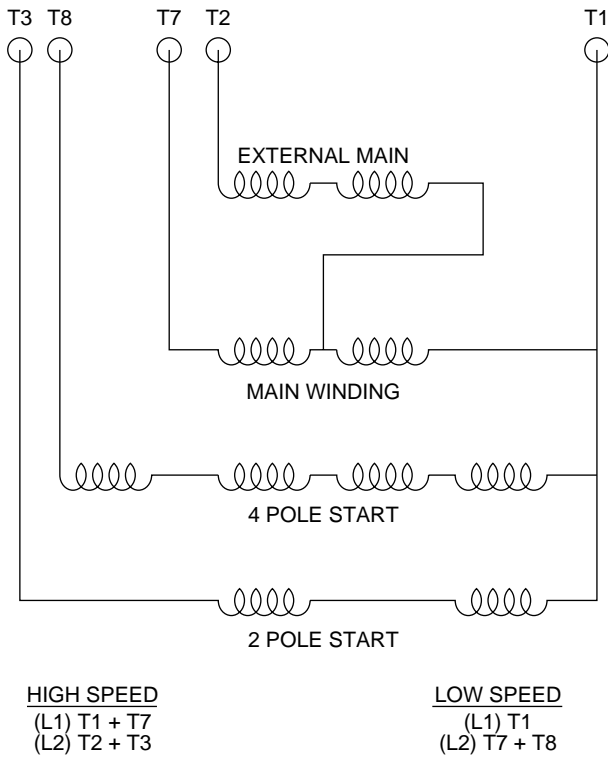 T3 T8 T7 T2 T1
EXTERNAL MAIN
MAIN WINDING
4 POLE START
2 POLE START
HIGH SPEED
(L1) T1 + T7
(L2) T2 + T3
LOW SPEED
(L1) T1
(L2) T7 + T8